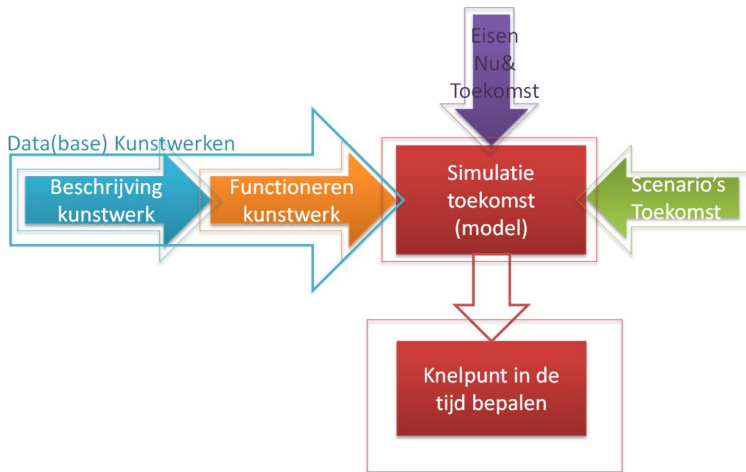 Eisen
Nu&
Toekomst
Data(base) Kunstwerken
Beschrijving
kunstwerk
Functioneren
kunstwerk
Simulatie
toekomst
(model)
Scenario's
Toekomst
Knelpunt in de
tijd bepalen